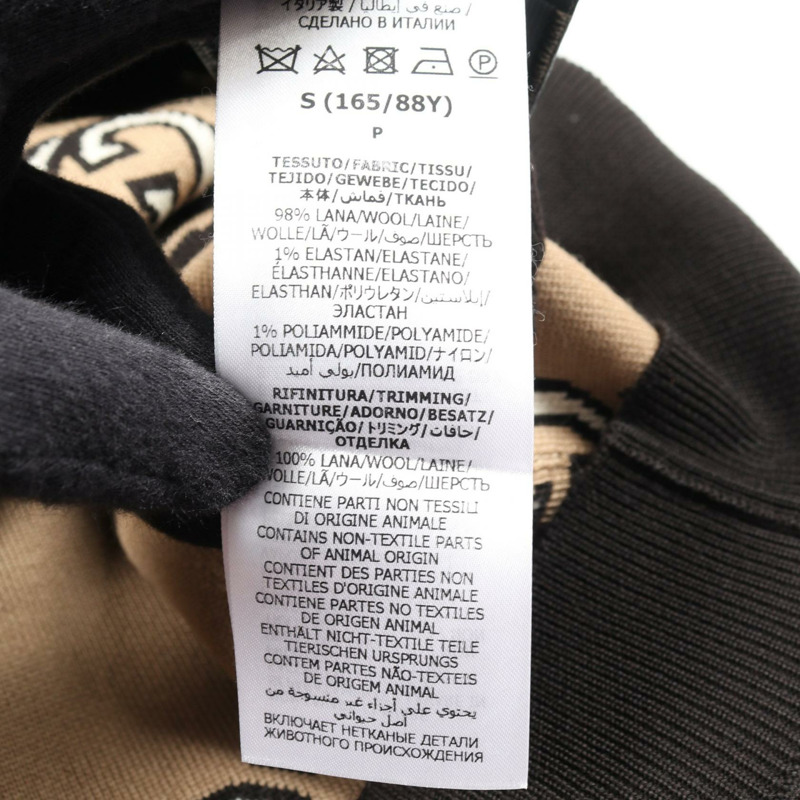 イタリア製 / صنع في إيطاليا /
СДЕЛАНО В ИТАЛИИ
P
S (165/88Y)
P
TESSUTO/FABRIC/TISSU/
TEJIDO/GEWEBE/TECIDO/
本体/قماش/ТКАНЬ
98% LANA/WOOL/LAINE/
WOLLE/LÃ/ウール/صوف/ШЕРСТЬ
1% ELASTAN/ELASTANE/
ÉLASTHANNE/ELASTANO/
ELASTHAN/ポリウレタン/إيلاستين/
ЭЛАСТАН
1% POLIAMMIDE/POLYAMIDE/
POLIAMIDA/POLYAMID/ナイロン/
بولي أميد/ПОЛИАМИД
RIFINITURA/TRIMMING/
GARNITURE/ADORNO/BESATZ/
GUARNIÇÃO/トリミング/حافات/
ОТДЕЛКА
100% LANA/WOOL/LAINE/
WOLLE/LÃ/ウール/صوف/ШЕРСТЬ
CONTIENE PARTI NON TESSILI
DI ORIGINE ANIMALE
CONTAINS NON-TEXTILE PARTS
OF ANIMAL ORIGIN
CONTIENT DES PARTIES NON
TEXTILES D'ORIGINE ANIMALE
CONTIENE PARTES NO TEXTILES
DE ORIGEN ANIMAL
ENTHÄLT NICHT-TEXTILE TEILE
TIERISCHEN URSPRUNGS
CONTEM PARTES NÃO-TEXTEIS
DE ORIGEM ANIMAL
يحتوي على أجزاء غير منسوجة من
أصل حيواني
ВКЛЮЧАЕТ НЕТКАНЫЕ ДЕТАЛИ
ЖИВОТНОГО ПРОИСХОЖДЕНИЯ